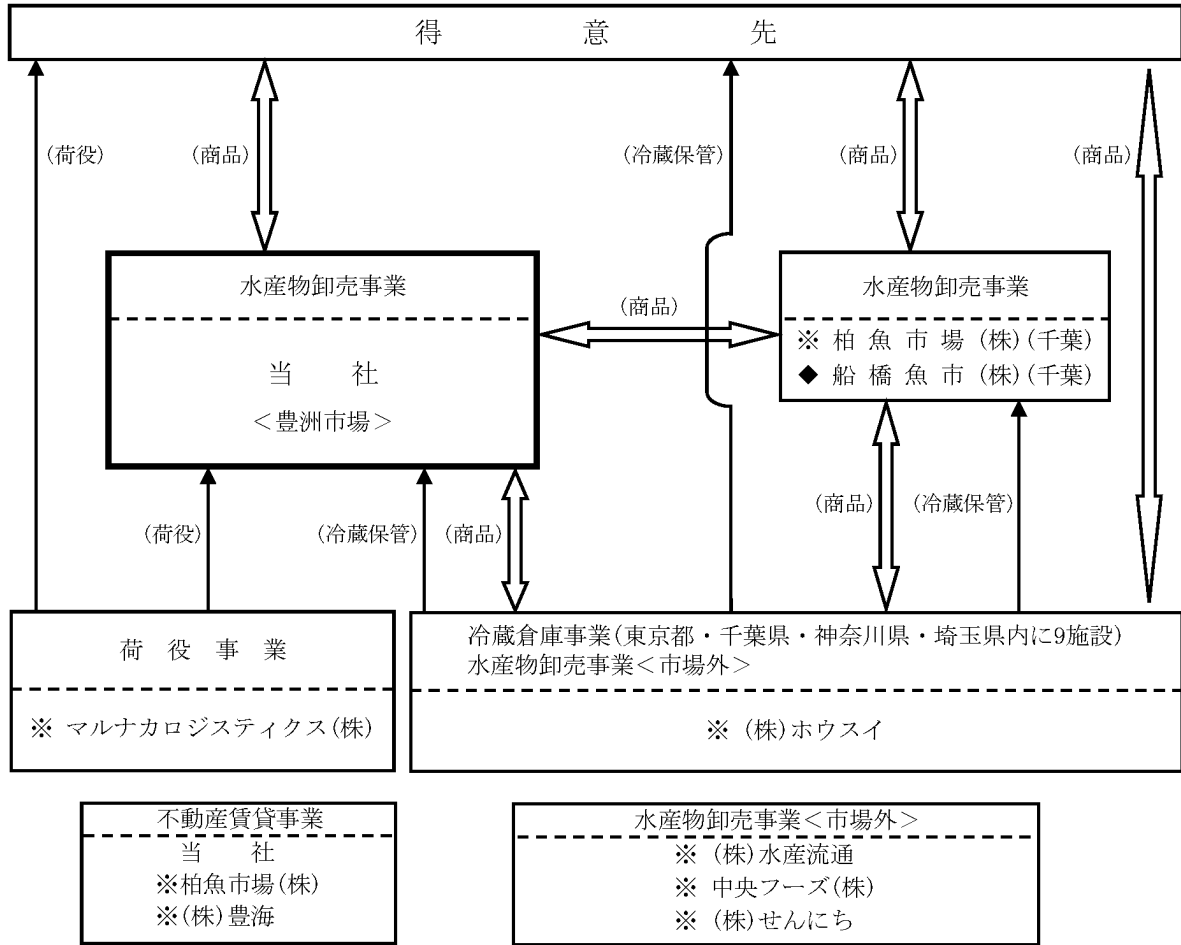 得意先
(荷役)
(商品)
(冷蔵保管)
(商品)
(商品)
水産物卸売事業
当社
<豊洲市場>
(商品)
水産物卸売事業
※ 柏魚市場(株)(千葉)
◆ 船橋魚市(株)(千葉)
(荷役)
(冷蔵保管)
(商品)
(商品)
(冷蔵保管)
荷役事業
※ マルナカロジスティクス(株)
冷蔵倉庫事業(東京都・千葉県・神奈川県・埼玉県内に9施設)
水産物卸売事業<市場外>
※ (株)ホウスイ
不動産賃貸事業
当社
※柏魚市場(株)
※(株)豊海
水産物卸売事業<市場外>
※ (株)水産流通
※ 中央フーズ(株)
※ (株)せんにち